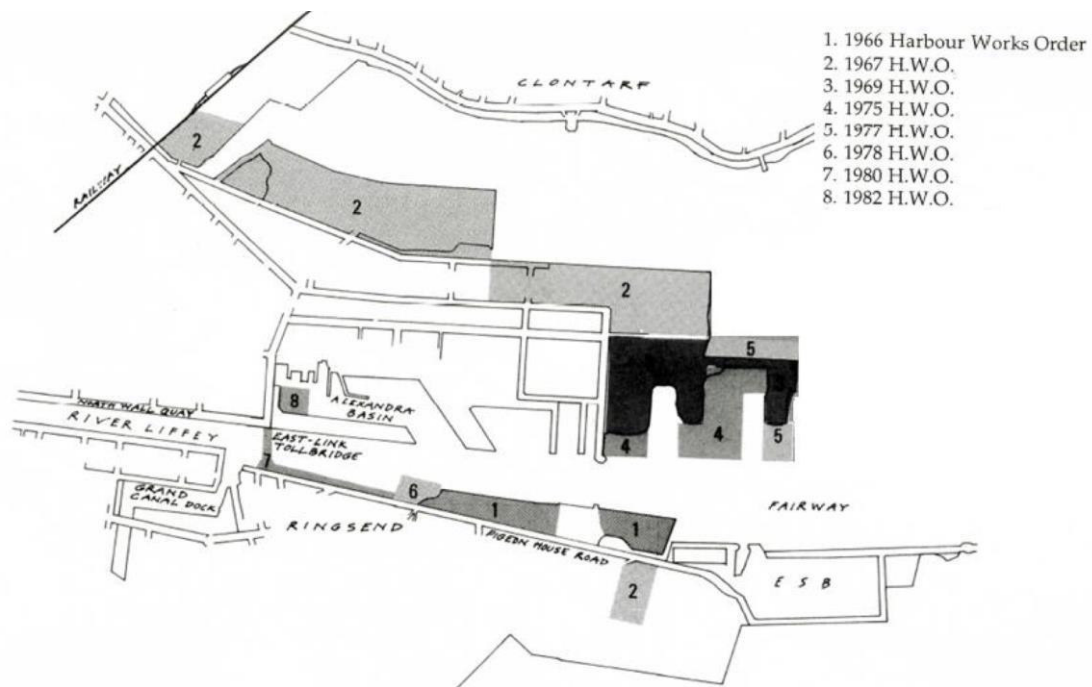 1. 1966 Harbour Works Order
2. 1967 H.W.O.
3. 1969 H.W.O.
4. 1975 H.W.O.
5. 1977 H.W.O.
6. 1978 H.W.O.
7. 1980 H.W.O.
8. 1982 H.W.O.
CLONTARF
2
RAILWAY
2
2
5
8
ALEXANDRA
BASIN
NORTH WALL QUAY
RIVER LIFFEY
EAST-LINK
TOLLBRIDGE
4
4
5
7
GRAND
CANAL DOCK
6
1
1
RINGSEND
PIGEON HOUSE ROAD
FAIRWAY
2
E S B